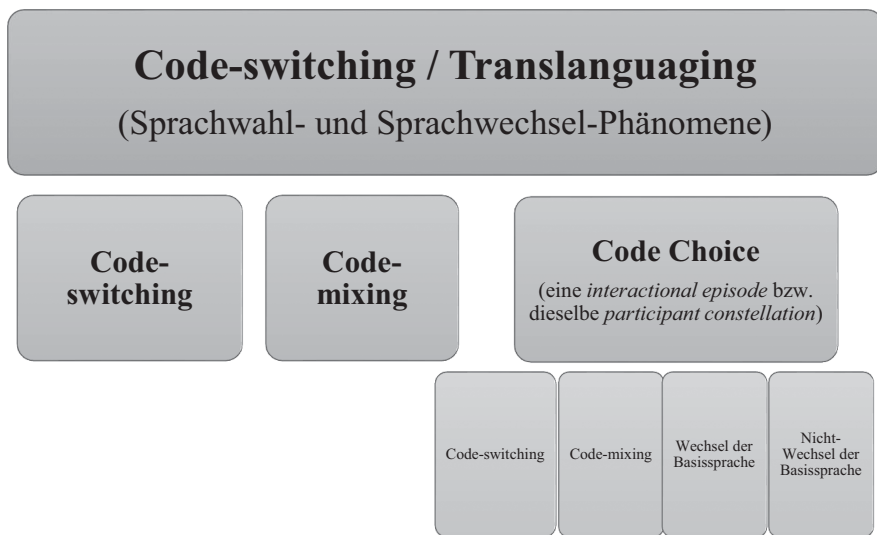 Code-switching / Translanguaging
(Sprachwahl- und Sprachwechsel-Phänomene)
Code-
switching
Code-
mixing
Code Choice
(eine interactional episode bzw.
dieselbe participant constellation)
Code-switching
Code-mixing
Wechsel der
Basissprache
Nicht-
Wechsel der
Basissprache